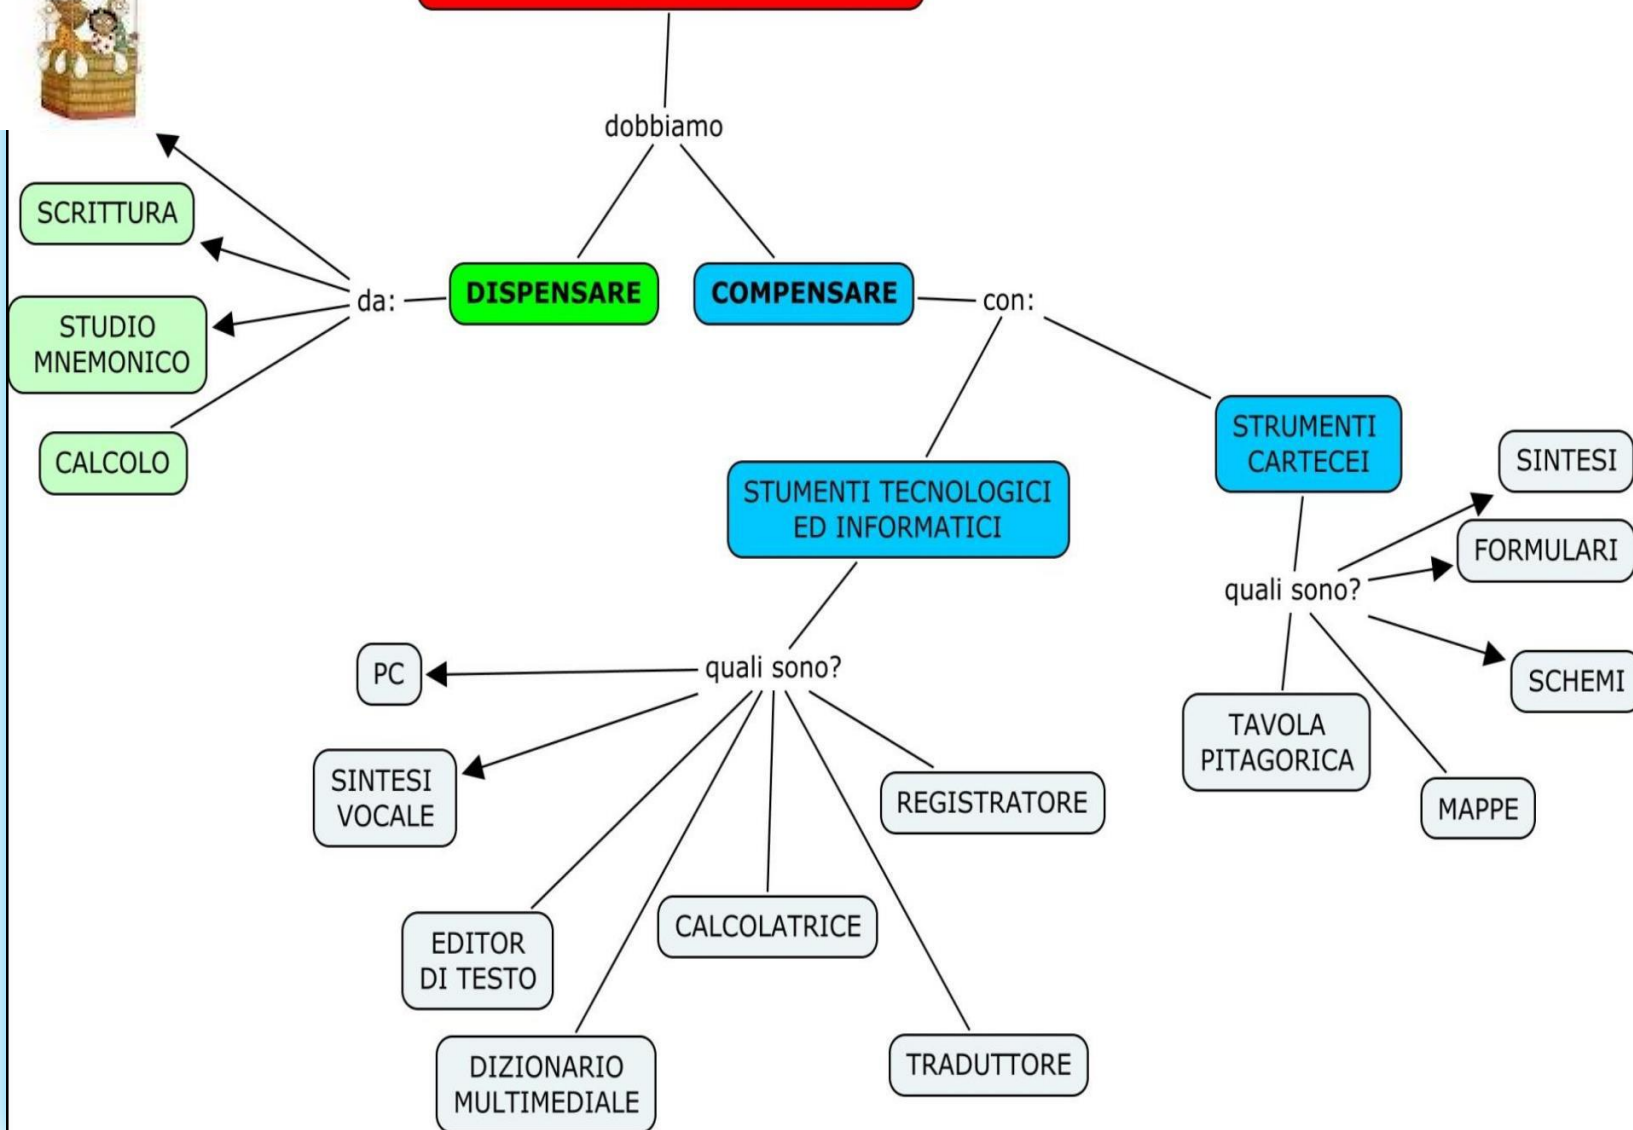 dobbiamo
SCRITTURA
STUDIO
MNEMONICO
CALCOLO
da:
DISPENSARE
COMPENSARE
con:
STUMENTI TECNOLOGICI
ED INFORMATICI
STRUMENTI
CARTECEI
quali sono?
SINTESI
FORMULARI
SCHEMI
TAVOLA
PITAGORICA
MAPPE
quali sono?
PC
SINTESI
VOCALE
EDITOR
DI TESTO
DIZIONARIO
MULTIMEDIALE
CALCOLATRICE
TRADUTTORE
REGISTRATORE